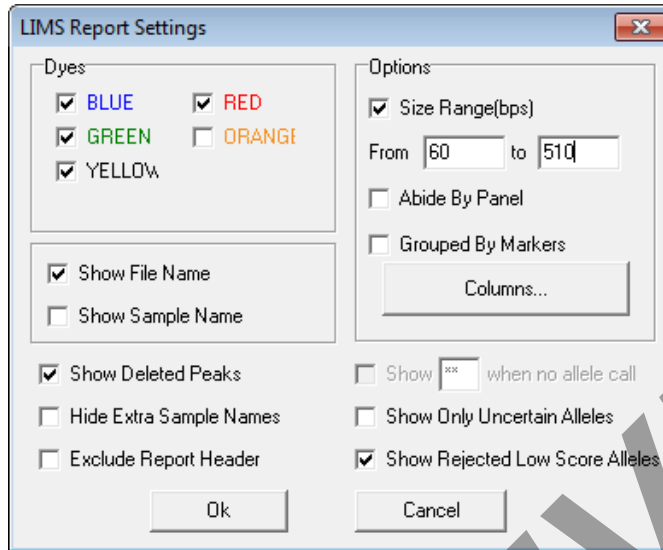 LIMS Report Settings
Dyes
BLUE
RED
GREEN
ORANGE
YELLOW
Show File Name
Show Sample Name
Show Deleted Peaks
Hide Extra Sample Names
Exclude Report Header
Ok
Options
Size Range(bps)
From 60 to 510
Abide By Panel
Grouped By Markers
Columns...
Show ** when no allele call
Show Only Uncertain Alleles
Show Rejected Low Score Alleles
Cancel